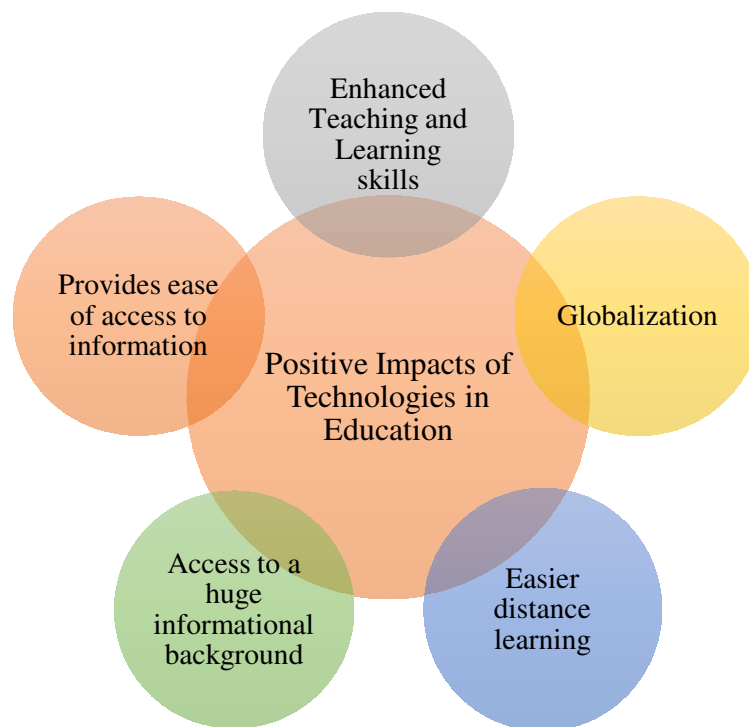 Enhanced
Teaching and
Learning
skills
Provides ease
of access to
information
Globalization
Positive Impacts of
Technologies in
Education
Access to a
huge
informational
background
Easier
distance
learning